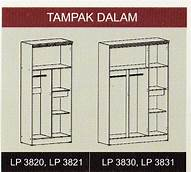 TAMPAK DALAM
LP 3820, LP 3821
LP 3830, LP 3831